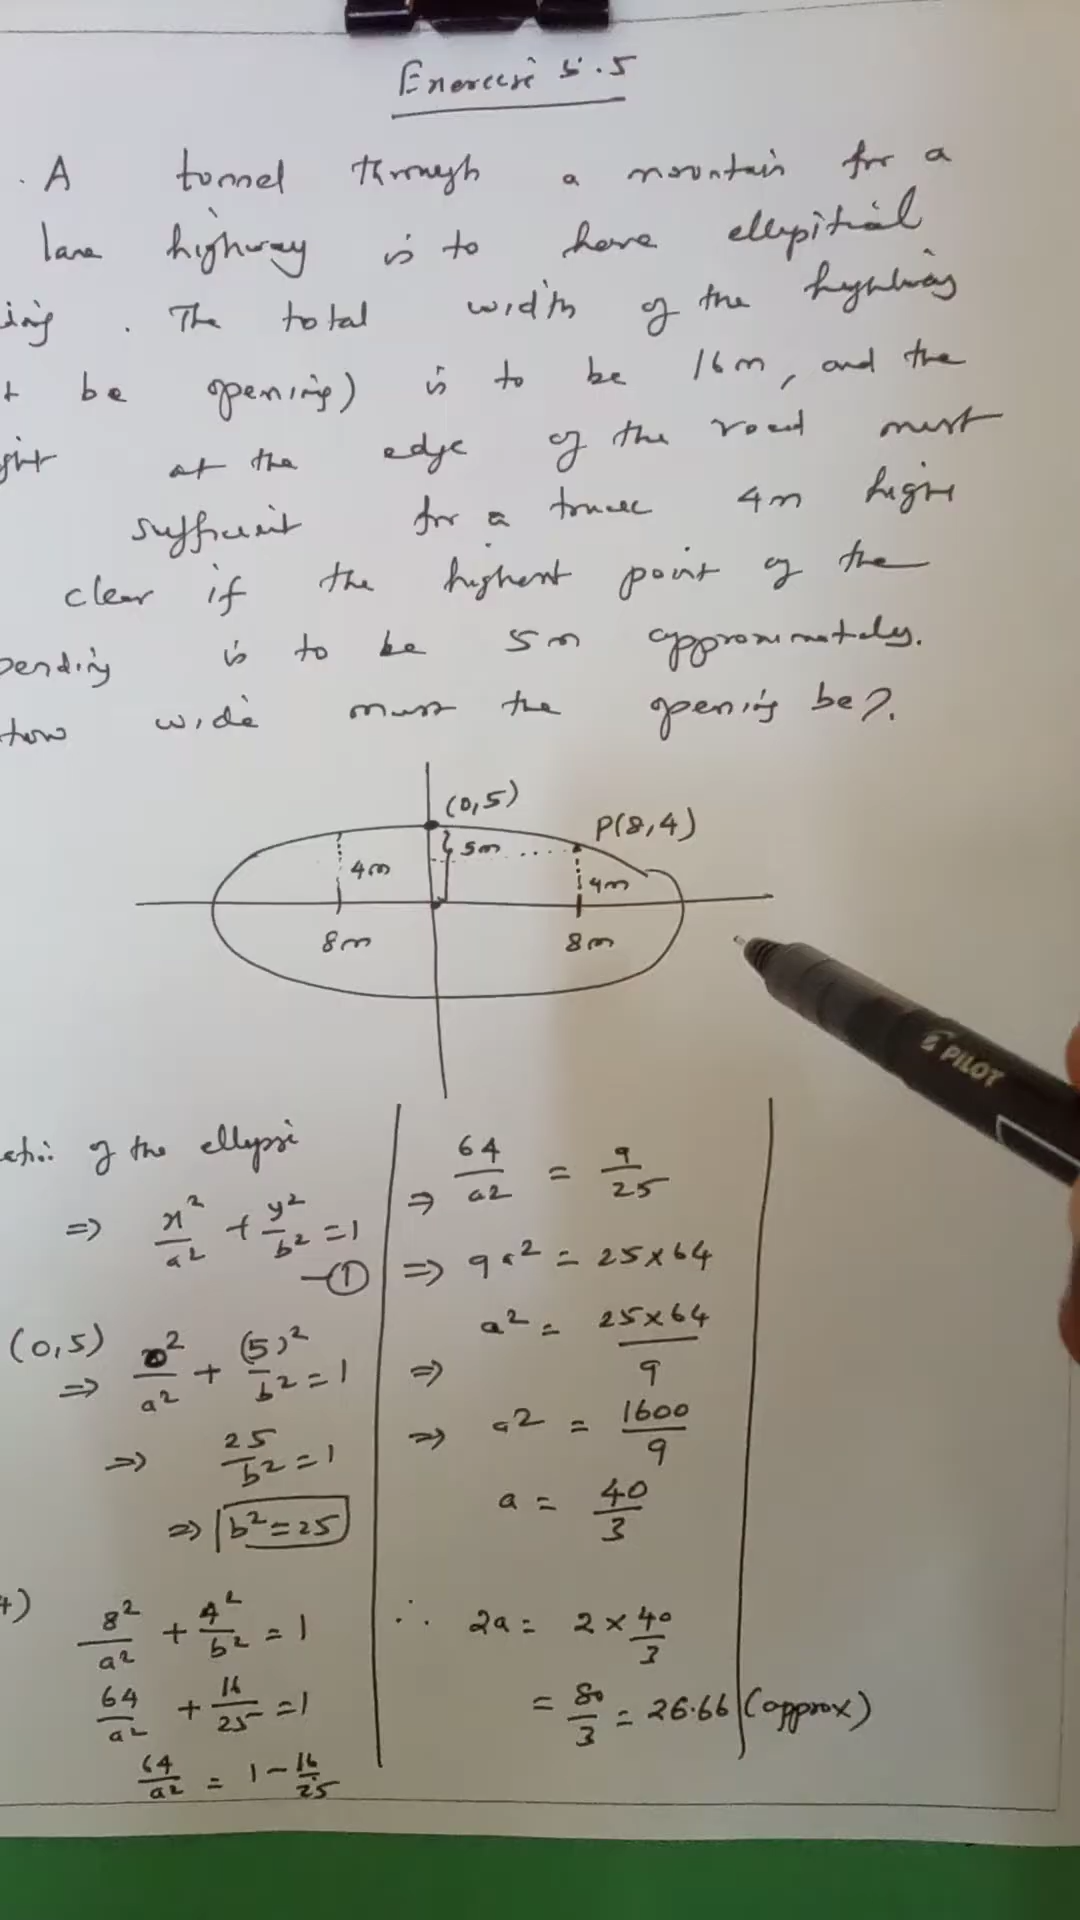 Exercise 5.5
. A tunnel through a mountain for a
lane highway is to have elliptical
ing . The total width of the highway
t be opening) is to be 16m, and the
ght at the edge of the road must
sufficient for a truck 4m high
clear if the highest point of the
pening is to be 5m approximately.
How wide must the opening be?
(0,5)
P(8,4)
5m
4m
4m
8m
8m
PILOT
of the ellipse
⇒ x²/a² + y²/b² = 1
—①
(0,5)
⇒ 0²/a² + (5)²/b² = 1
⇒ 25/b² = 1
⇒ b² = 25
4)
8²/a² + 4²/b² = 1
64/a² + 16/25 = 1
64/a² = 1 - 16/25
⇒ 64/a² = 9/25
⇒ 9a² = 25×64
⇒ a² = 25×64/9
⇒ a² = 1600/9
a = 40/3
∴ 2a = 2 × 40/3
= 80/3 = 26.66 (approx)